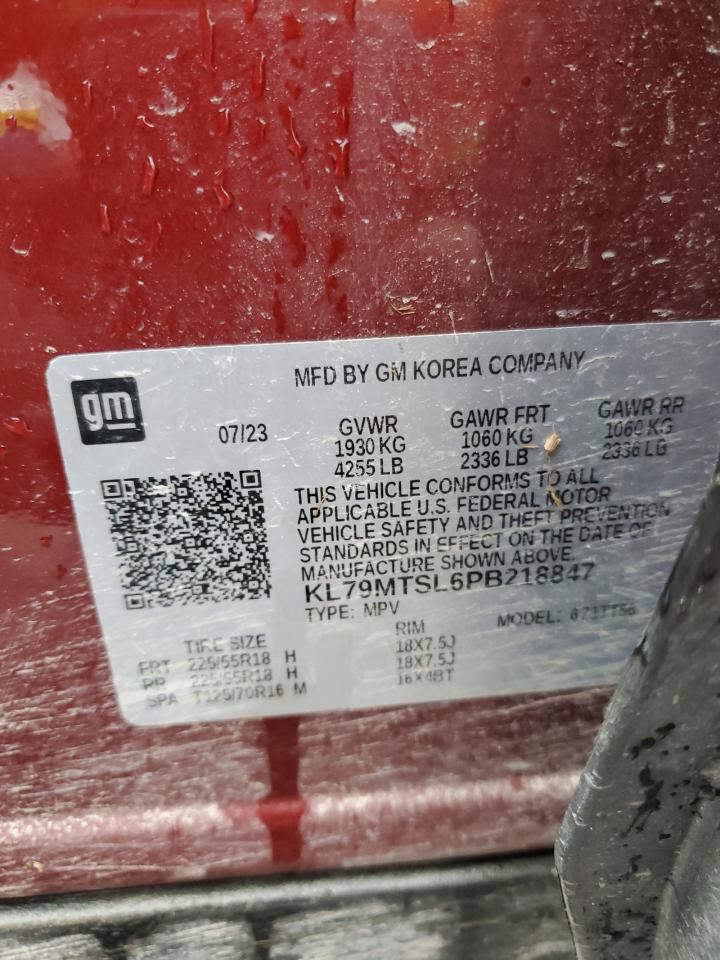 MFD BY GM KOREA COMPANY
gm
07/23
GVWR GAWR FRT GAWR RR
1930 KG 1060 KG 1060 KG
4255 LB 2336 LB 2336 LB
THIS VEHICLE CONFORMS TO ALL
APPLICABLE U.S. FEDERAL MOTOR
VEHICLE SAFETY AND THEFT PREVENTION
STANDARDS IN EFFECT ON THE DATE OF
MANUFACTURE SHOWN ABOVE.
KL79MTSL6PB218847
TYPE: MPV MODEL:
TIRE SIZE RIM
FRT 225/55R18 H 18X7.5J
RR 225/55R18 H 18X7.5J
SPA T125/70R16 M 16X4BT